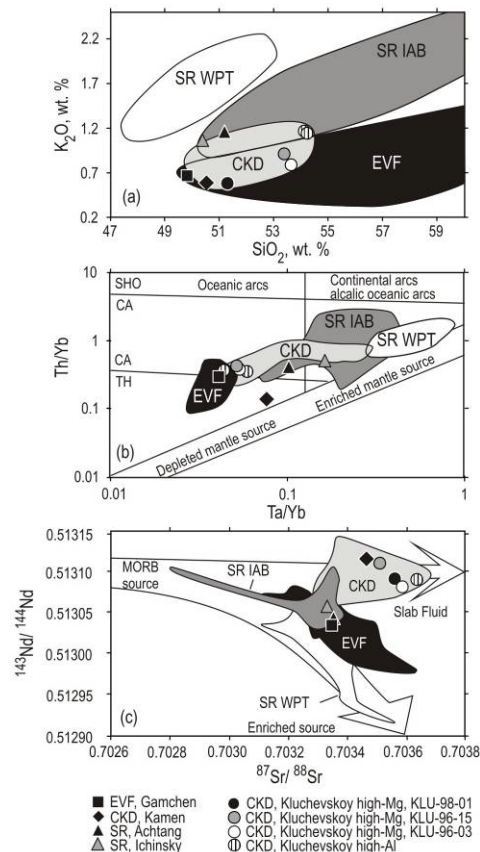 2.2
1.7
1.2
0.7
0.2
K2O, wt. %
SR WPT
SR IAB
CKD
EVF
(a)
47 49 51 53 55 57 59
SiO2, wt. %
10
1
0.1
0.01
Th/Yb
SHO
CA
CA
TH
Oceanic arcs
Continental arcs
alcalic oceanic arcs
SR IAB
SR WPT
CKD
EVF
Depleted mantle source
Enriched mantle source
(b)
0.01 0.1 1
Ta/Yb
0.51315
0.51310
0.51305
0.51300
0.51295
0.51290
143Nd/ 144Nd
MORB
source
SR IAB
CKD
Slab Fluid
EVF
SR WPT
Enriched source
(c)
0.7026 0.7028 0.703 0.7032 0.7034 0.7036 0.7038
87Sr/ 88Sr
EVF, Gamchen
CKD, Kamen
SR, Achtang
SR, Ichinsky
CKD, Kluchevskoy high-Mg, KLU-98-01
CKD, Kluchevskoy high-Mg, KLU-96-15
CKD, Kluchevskoy high-Mg, KLU-96-03
CKD, Kluchevskoy high-Al